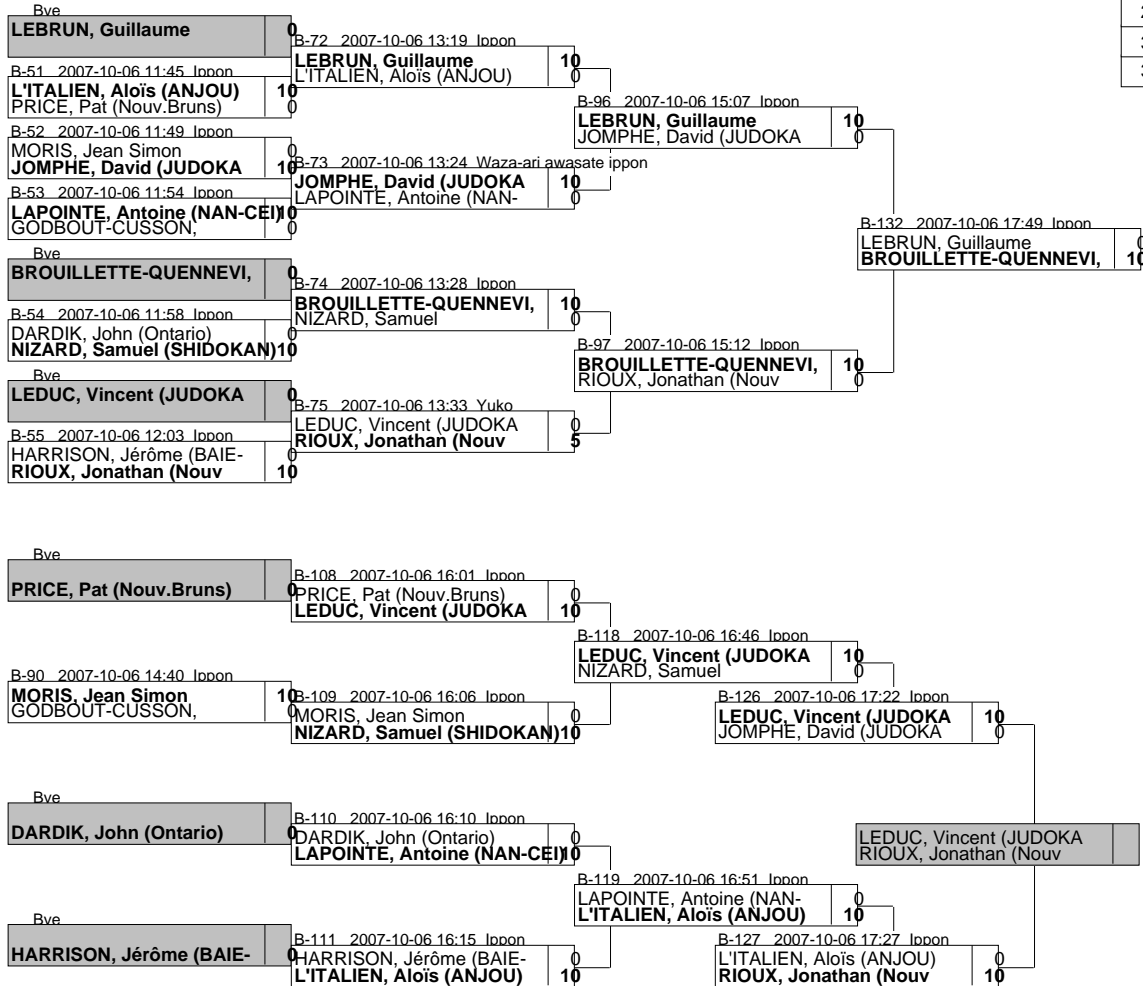 Bye
LEBRUN, Guillaume 0
B-51 2007-10-06 11:45 Ippon
L'ITALIEN, Aloïs (ANJOU) 10
PRICE, Pat (Nouv.Bruns) 0
B-52 2007-10-06 11:49 Ippon
MORIS, Jean Simon 0
JOMPHE, David (JUDOKA 10
B-53 2007-10-06 11:54 Ippon
LAPOINTE, Antoine (NAN-CEI) 10
GODBOUT-CUSSON, 0
Bye
BROUILLETTE-QUENNEVI, 0
B-54 2007-10-06 11:58 Ippon
DARDIK, John (Ontario) 0
NIZARD, Samuel (SHIDOKAN) 10
Bye
LEDUC, Vincent (JUDOKA 0
B-55 2007-10-06 12:03 Ippon
HARRISON, Jérôme (BAIE- 0
RIOUX, Jonathan (Nouv 10
B-72 2007-10-06 13:19 Ippon
LEBRUN, Guillaume 10
L'ITALIEN, Aloïs (ANJOU) 0
B-73 2007-10-06 13:24 Waza-ari awasate ippon
JOMPHE, David (JUDOKA 10
LAPOINTE, Antoine (NAN- 0
B-74 2007-10-06 13:28 Ippon
BROUILLETTE-QUENNEVI, 10
NIZARD, Samuel 0
B-75 2007-10-06 13:33 Yuko
LEDUC, Vincent (JUDOKA 0
RIOUX, Jonathan (Nouv 5
B-96 2007-10-06 15:07 Ippon
LEBRUN, Guillaume 10
JOMPHE, David (JUDOKA 0
B-97 2007-10-06 15:12 Ippon
BROUILLETTE-QUENNEVI, 10
RIOUX, Jonathan (Nouv 0
B-132 2007-10-06 17:49 Ippon
LEBRUN, Guillaume 0
BROUILLETTE-QUENNEVI, 10
Bye
PRICE, Pat (Nouv.Bruns) 0
B-90 2007-10-06 14:40 Ippon
MORIS, Jean Simon 10
GODBOUT-CUSSON, 0
Bye
DARDIK, John (Ontario) 0
Bye
HARRISON, Jérôme (BAIE- 0
B-108 2007-10-06 16:01 Ippon
PRICE, Pat (Nouv.Bruns) 0
LEDUC, Vincent (JUDOKA 10
B-109 2007-10-06 16:06 Ippon
MORIS, Jean Simon 0
NIZARD, Samuel (SHIDOKAN) 10
B-110 2007-10-06 16:10 Ippon
DARDIK, John (Ontario) 0
LAPOINTE, Antoine (NAN-CEI) 10
B-111 2007-10-06 16:15 Ippon
HARRISON, Jérôme (BAIE- 0
L'ITALIEN, Aloïs (ANJOU) 10
B-118 2007-10-06 16:46 Ippon
LEDUC, Vincent (JUDOKA 10
NIZARD, Samuel 0
B-119 2007-10-06 16:51 Ippon
LAPOINTE, Antoine (NAN- 0
L'ITALIEN, Aloïs (ANJOU) 10
B-126 2007-10-06 17:22 Ippon
LEDUC, Vincent (JUDOKA 10
JOMPHE, David (JUDOKA 0
B-127 2007-10-06 17:27 Ippon
L'ITALIEN, Aloïs (ANJOU) 0
RIOUX, Jonathan (Nouv 10
LEDUC, Vincent (JUDOKA
RIOUX, Jonathan (Nouv